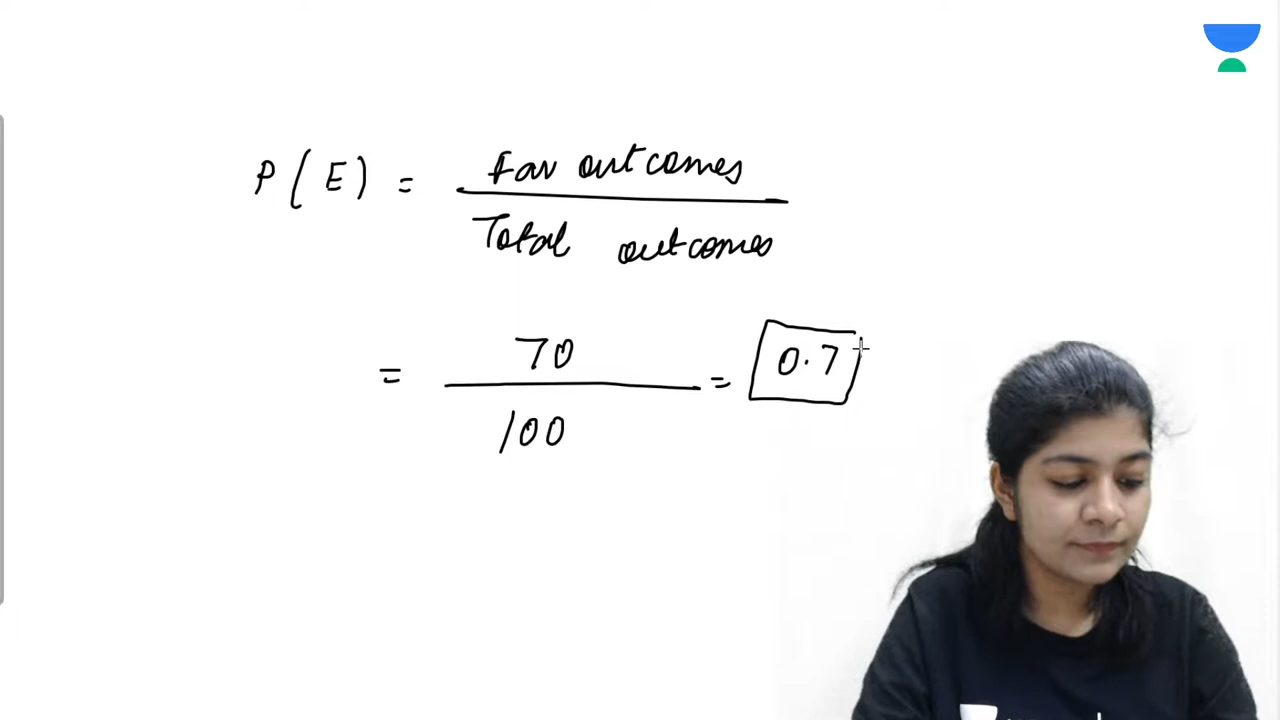 P(E) = Fav outcomes
Total outcomes
= 70
100
= 0.7